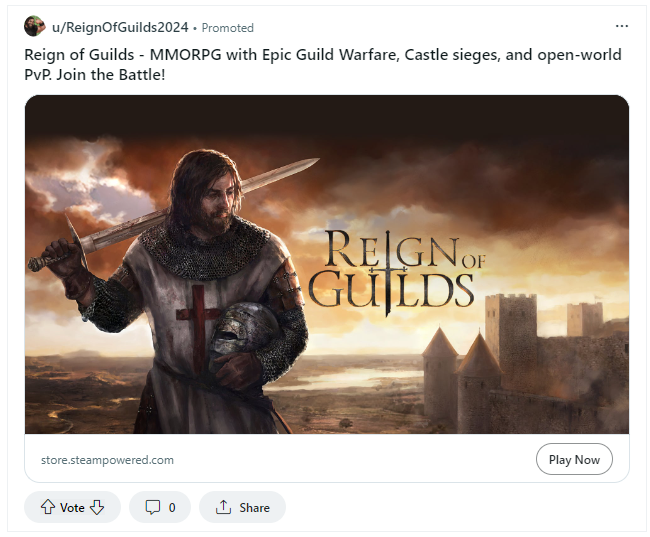 u/ReignOfGuilds2024 • Promoted
Reign of Guilds - MMORPG with Epic Guild Warfare, Castle sieges, and open-world
PvP. Join the Battle!
REIGN OF
GUILDS
store.steampowered.com
Play Now
Vote
0
Share